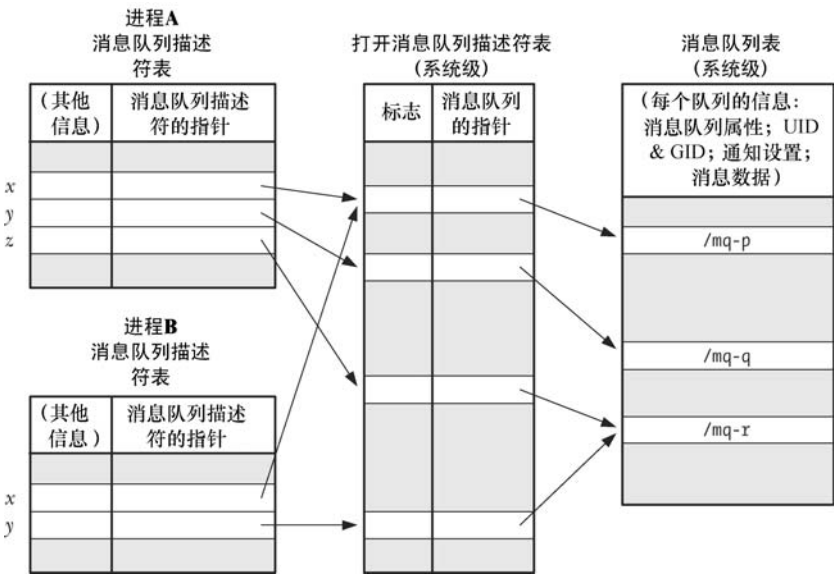 进程A
消息队列描述
符表
(其他
信息)
消息队列描述
符的指针
x
y
z
进程B
消息队列描述
符表
(其他
信息)
消息队列描述
符的指针
x
y
打开消息队列描述符表
(系统级)
标志
消息队列
的指针
消息队列表
(系统级)
(每个队列的信息:
消息队列属性; UID
& GID; 通知设置;
消息数据)
/mq-p
/mq-q
/mq-r